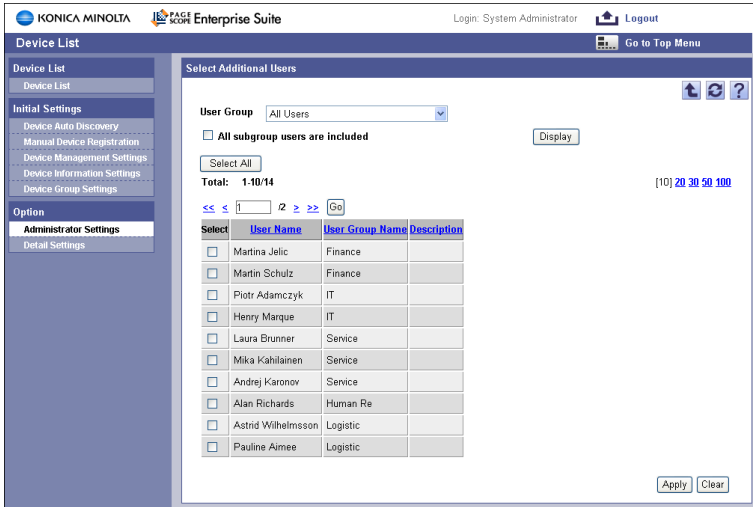 KONICA MINOLTA PAGE SCOPE Enterprise Suite Login: System Administrator Logout
Device List Go to Top Menu
Device List
Device List
Initial Settings
Device Auto Discovery
Manual Device Registration
Device Management Settings
Device Information Settings
Device Group Settings
Option
Administrator Settings
Detail Settings
Select Additional Users
?
User Group All Users
All subgroup users are included Display
Select All
Total: 1-10/14 [10] 20 30 50 100
<< < 1 /2 > >> Go
Select User Name User Group Name Description
Martina Jelic Finance
Martin Schulz Finance
Piotr Adamczyk IT
Henry Marque IT
Laura Brunner Service
Mika Kahilainen Service
Andrej Karonov Service
Alan Richards Human Re
Astrid Wilhelmsson Logistic
Pauline Aimee Logistic
Apply Clear